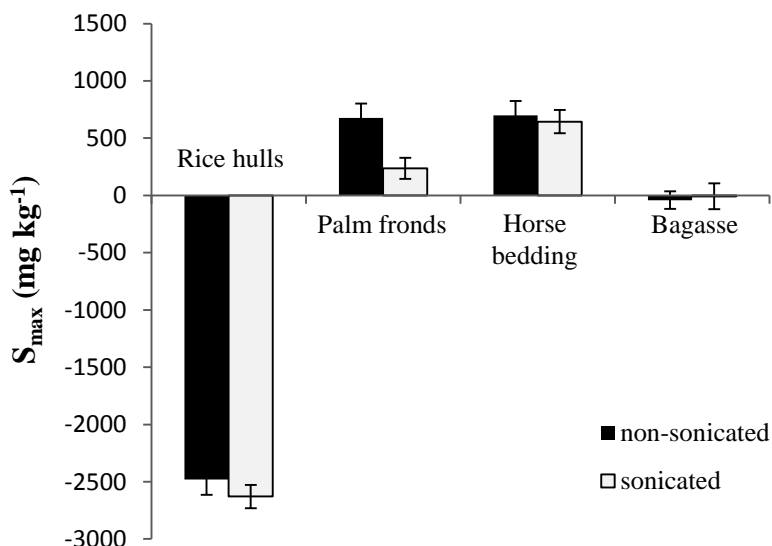 1500
1000
500
0
-500
-1000
-1500
-2000
-2500
-3000
S_max (mg kg⁻¹)
Rice hulls
Palm fronds
Horse
bedding
Bagasse
non-sonicated
sonicated